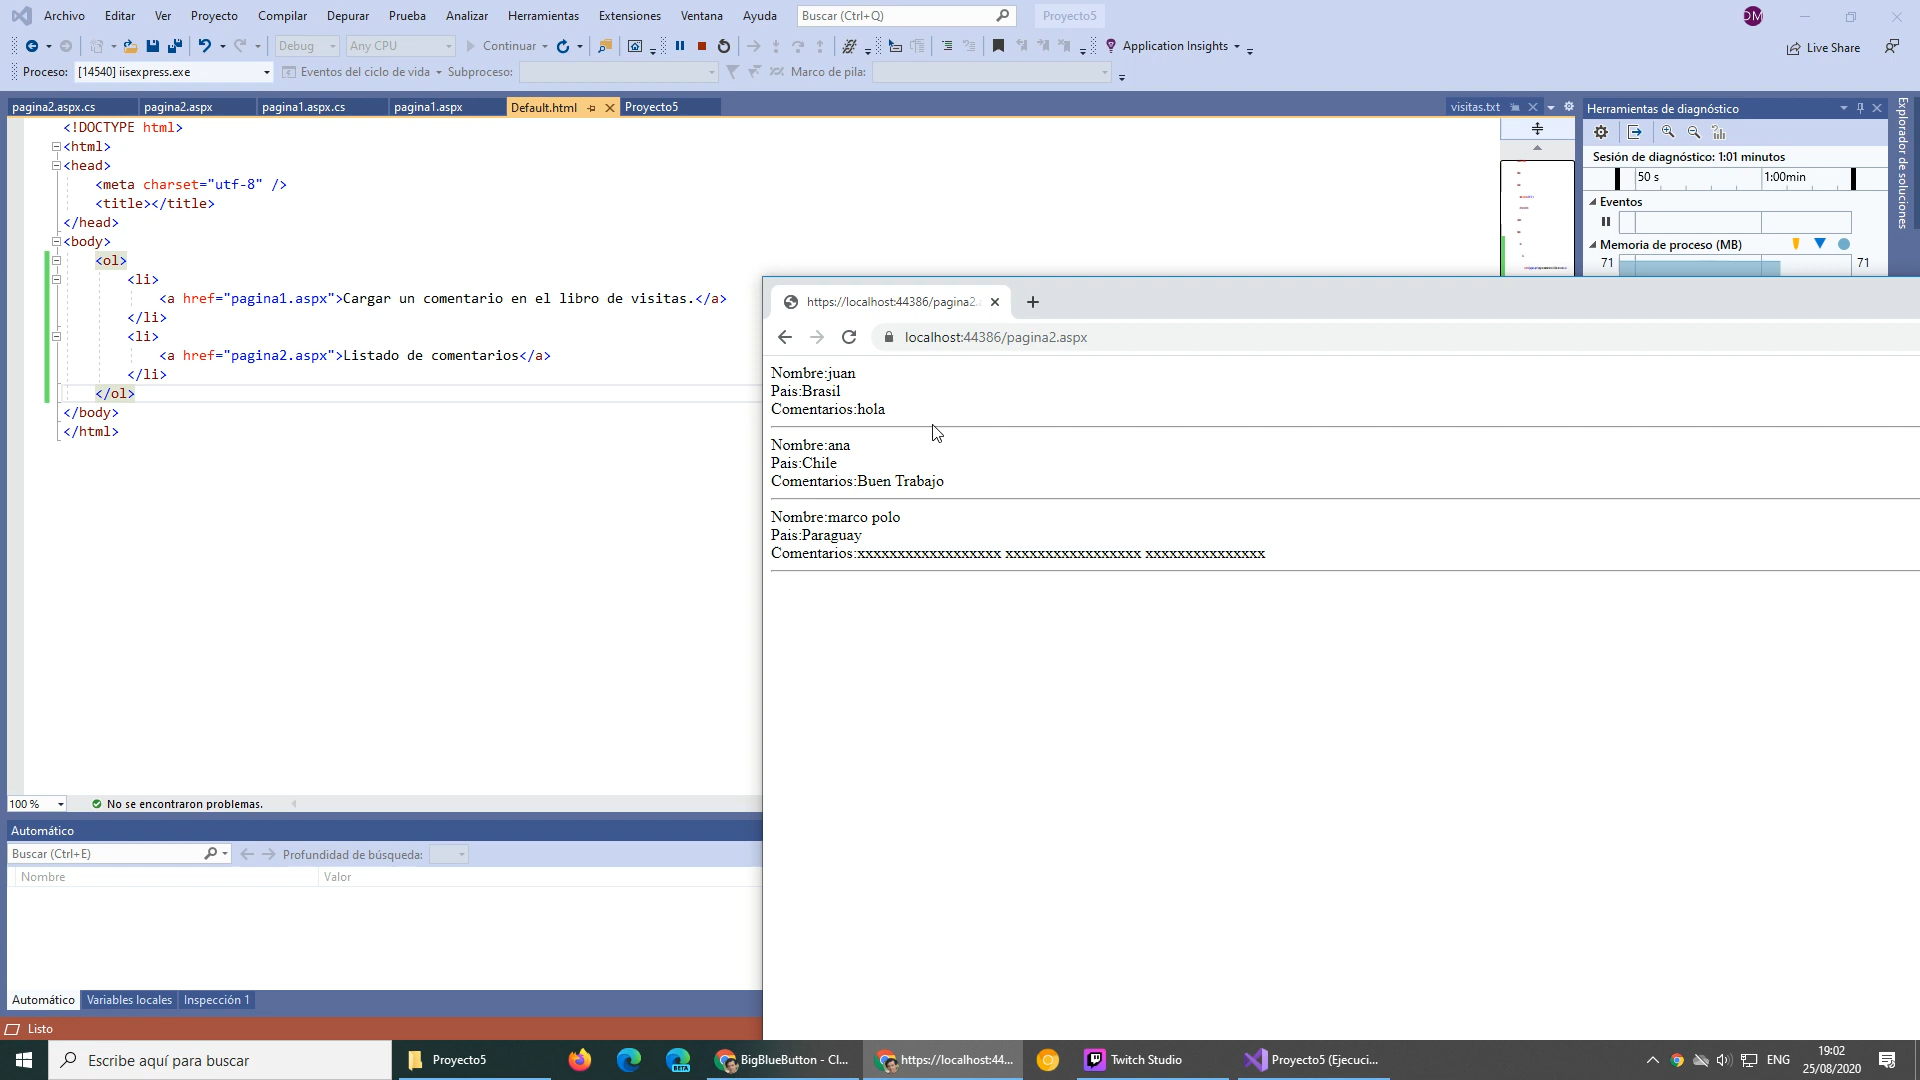 Archivo Editar Ver Proyecto Compilar Depurar Prueba Analizar Herramientas Extensiones Ventana Ayuda Buscar (Ctrl+Q) Proyecto5 DM
Debug Any CPU Continuar Application Insights Live Share
Proceso: [14540] iisexpress.exe Eventos del ciclo de vida Subproceso: Marco de pila:
pagina2.aspx.cs pagina2.aspx pagina1.aspx.cs pagina1.aspx Default.html Proyecto5 visitas.txt
<!DOCTYPE html>
<html>
<head>
<meta charset="utf-8" />
<title></title>
</head>
<body>
<ol>
<li>
<a href="pagina1.aspx">Cargar un comentario en el libro de visitas.</a>
</li>
<li>
<a href="pagina2.aspx">Listado de comentarios</a>
</li>
</ol>
</body>
</html>
Herramientas de diagnóstico
Sesión de diagnóstico: 1:01 minutos
50 s 1:00min
Eventos
Memoria de proceso (MB)
71 71
Explorador de soluciones
https://localhost:44386/pagina2.
localhost:44386/pagina2.aspx
Nombre:juan
Pais:Brasil
Comentarios:hola
Nombre:ana
Pais:Chile
Comentarios:Buen Trabajo
Nombre:marco polo
Pais:Paraguay
Comentarios:xxxxxxxxxxxxxxxxxx xxxxxxxxxxxxxxxxx xxxxxxxxxxxxxxx
100 % No se encontraron problemas.
Automático
Buscar (Ctrl+E) Profundidad de búsqueda:
Nombre Valor
Automático Variables locales Inspección 1
Listo
Escribe aquí para buscar Proyecto5 BETA BigBlueButton - Cl... https://localhost:44... Twitch Studio Proyecto5 (Ejecuci... ENG 19:02
25/08/2020